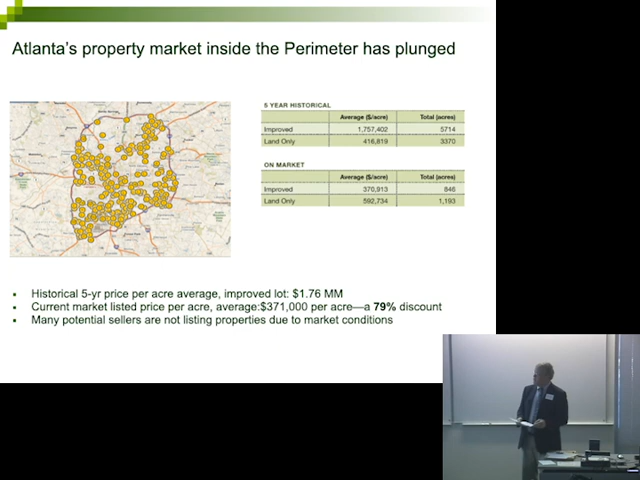 Atlanta's property market inside the Perimeter has plunged
5 YEAR HISTORICAL
Average ($/acre) Total (acres)
Improved 1,757,402 5714
Land Only 416,819 3370
ON MARKET
Average ($/acre) Total (acres)
Improved 370,913 846
Land Only 592,734 1,193
▪ Historical 5-yr price per acre average, improved lot: $1.76 MM
▪ Current market listed price per acre, average:$371,000 per acre—a 79% discount
▪ Many potential sellers are not listing properties due to market conditions